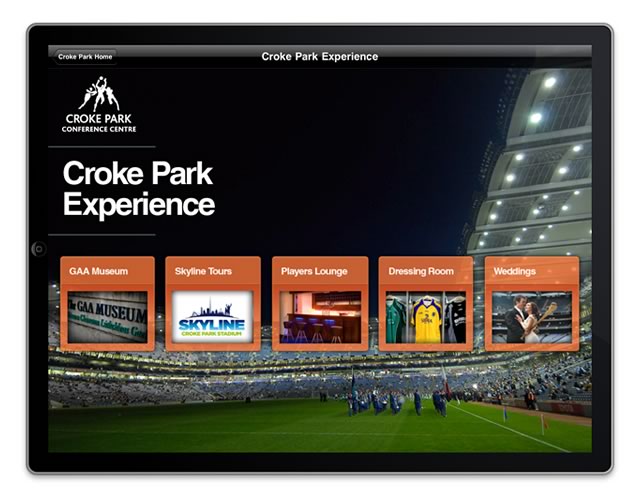 Croke Park Home
Croke Park Experience
CROKE PARK
CONFERENCE CENTRE
Croke Park
Experience
GAA Museum
Skyline Tours
Players Lounge
Dressing Room
Weddings
GAA MUSEUM
SKYLINE
CROKE PARK STADIUM